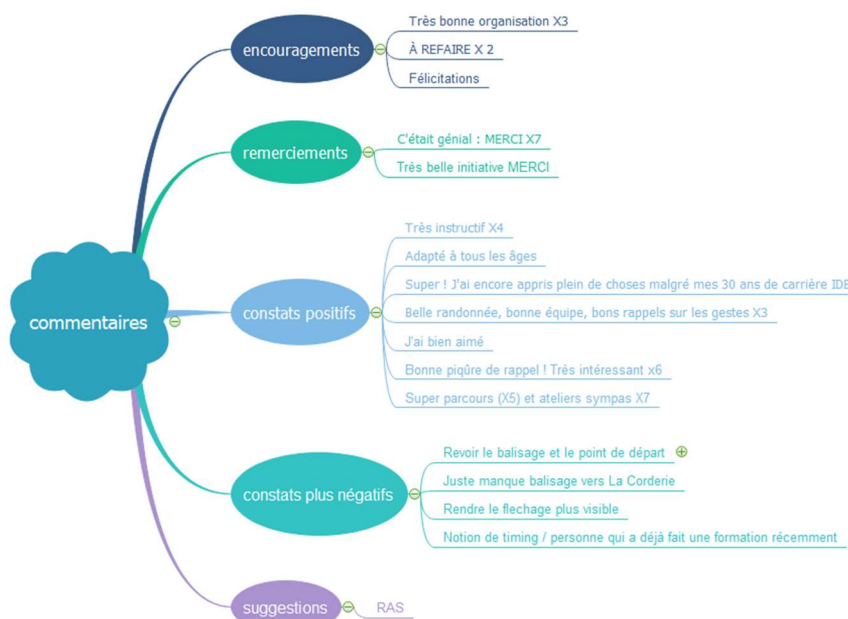 commentaires
encouragements
Très bonne organisation X3
À REFAIRE X 2
Félicitations
remerciements
C'était génial : MERCI X7
Très belle initiative MERCI
constats positifs
Très instructif X4
Adapté à tous les âges
Super ! J'ai encore appris plein de choses malgré mes 30 ans de carrière IDE
Belle randonnée, bonne équipe, bons rappels sur les gestes X3
J'ai bien aimé
Bonne piqûre de rappel ! Très intéressant x6
Super parcours (X5) et ateliers sympas X7
constats plus négatifs
Revoir le balisage et le point de départ
Juste manque balisage vers La Corderie
Rendre le flechage plus visible
Notion de timing / personne qui a déjà fait une formation récemment
suggestions
RAS